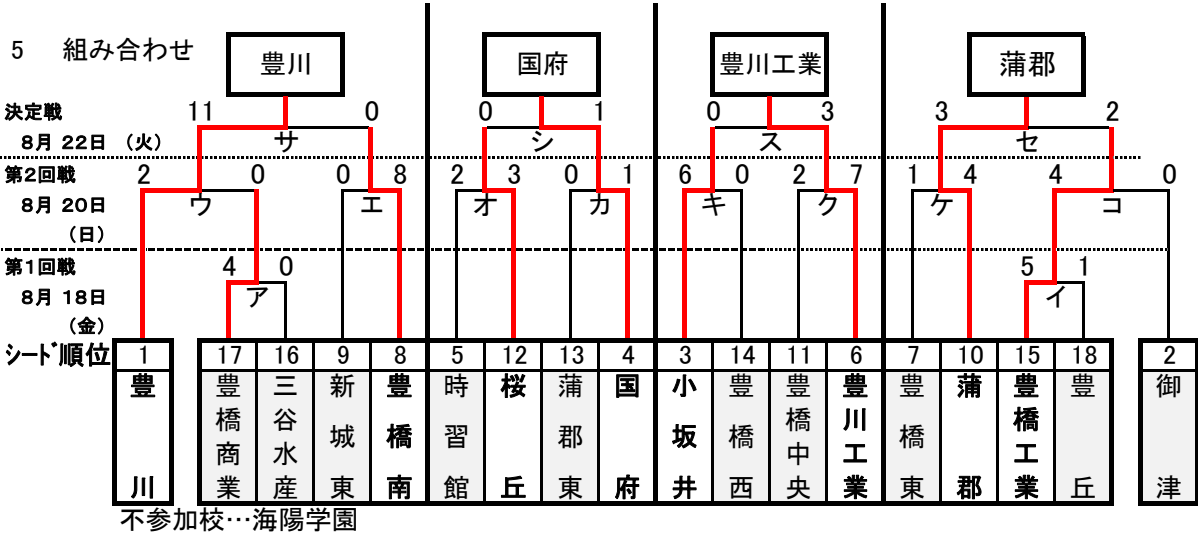 5 組み合わせ
豊川 国府 豊川工業 蒲郡
決定戦 11 0 0 1 0 3 3 2
8月 22日 (火) サ シ ス セ
第2回戦 2 0 0 8 2 3 0 1 6 0 2 7 1 4 4 0
8月 20日 ウ エ オ カ キ ク ケ コ
(日)
第1回戦 4 0 5 1
8月 18日 ア イ
(金)
シード順位 1 17 16 9 8 5 12 13 4 3 14 11 6 7 10 15 18 2
豊川
豊橋商業
三谷水産
新城東
豊橋南
時習館
桜丘
蒲郡東
国府
小坂井
豊橋西
豊橋中央
豊川工業
豊橋東
蒲郡
豊橋工業
豊丘
御津
不参加校…海陽学園